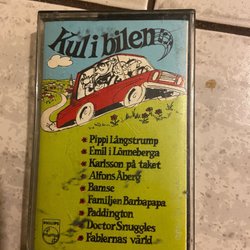 Kul i bilen
Pippi Långstrump
Emil i Lönneberga
Karlsson på taket
Alfons Åberg
Bamse
Familjen Barbapapa
Paddington
Doctor Snuggles
Fablernas värld
PHILIPS